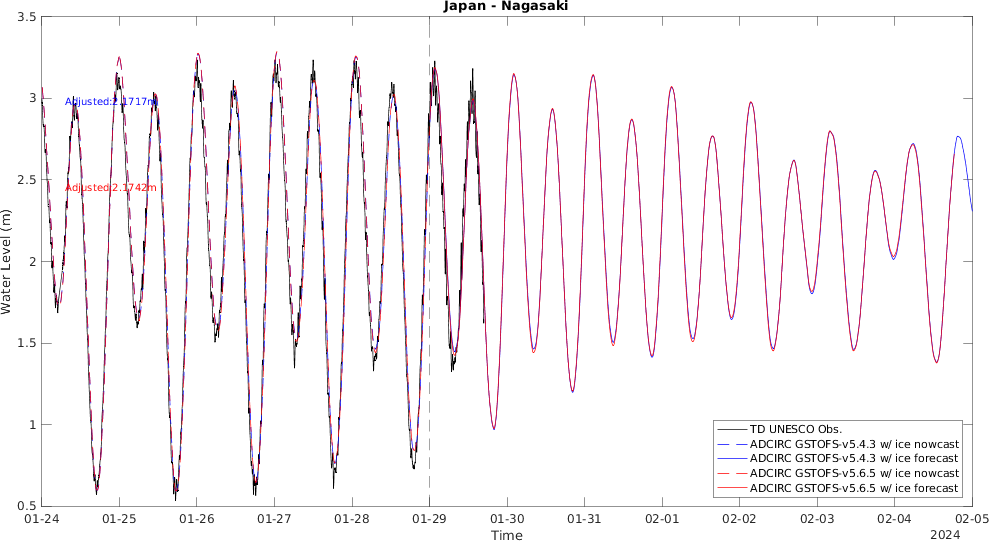 Japan - Nagasaki
3.5
3
Adjusted:2.1717m
2.5
Adjusted:2.1742m
2
1.5
1
0.5
Water Level (m)
TD UNESCO Obs.
ADCIRC GSTOFS-v5.4.3 w/ ice nowcast
ADCIRC GSTOFS-v5.4.3 w/ ice forecast
ADCIRC GSTOFS-v5.6.5 w/ ice nowcast
ADCIRC GSTOFS-v5.6.5 w/ ice forecast
01-24 01-25 01-26 01-27 01-28 01-29 01-30 01-31 02-01 02-02 02-03 02-04 02-05
Time
2024